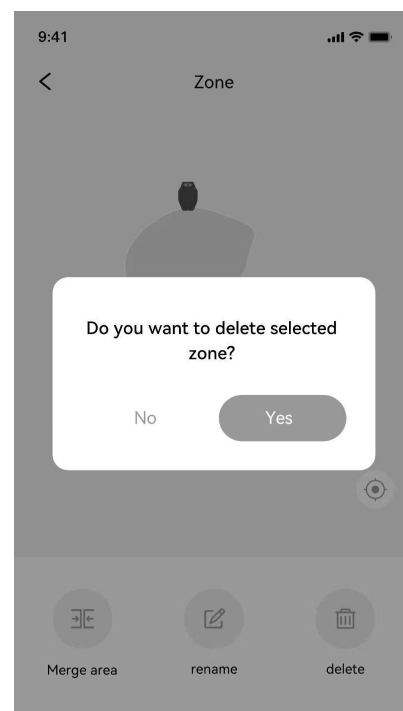 9:41
Zone
Do you want to delete selected
zone?
No
Yes
Merge area
rename
delete